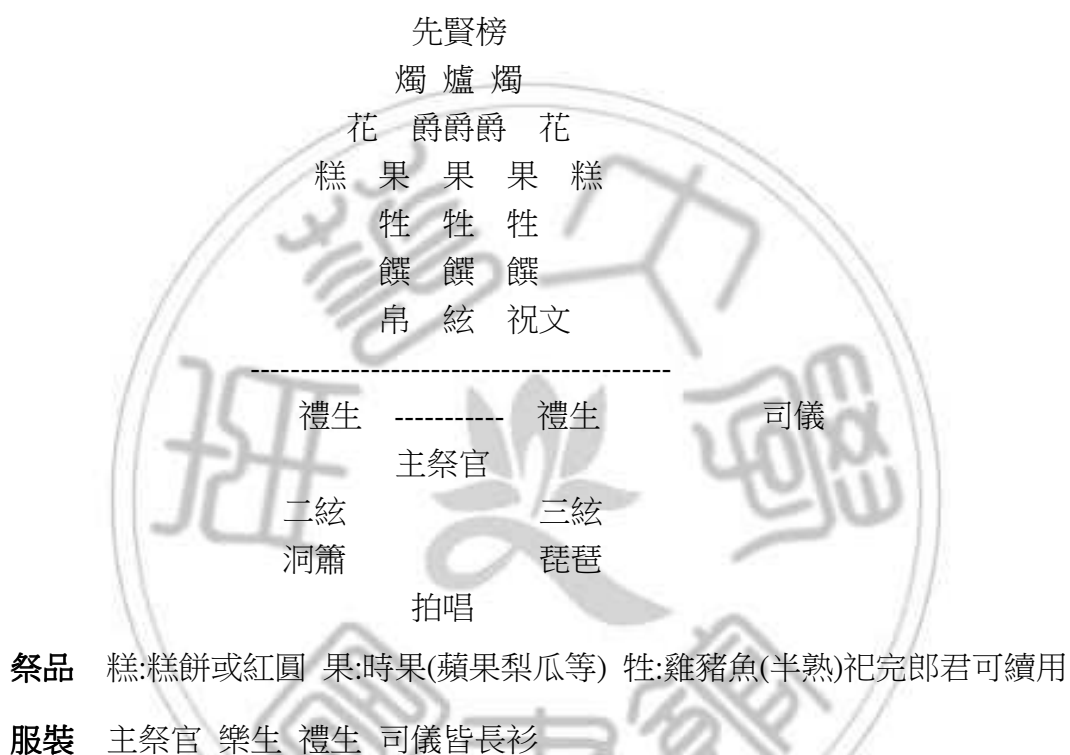 先賢榜
燭 爐 燭
花 爵爵爵 花
糕 果 果 果 糕
牲 牲 牲
饌 饌 饌
帛 絃 祝文
------------------------------------------
禮生 ----------- 禮生 司儀
主祭官
二絃 三絃
洞簫 琵琶
拍唱
祭品 糕:糕餅或紅圓 果:時果(蘋果梨瓜等) 牲:雞豬魚(半熟)祀完郎君可續用
服裝 主祭官 樂生 禮生 司儀皆長衫